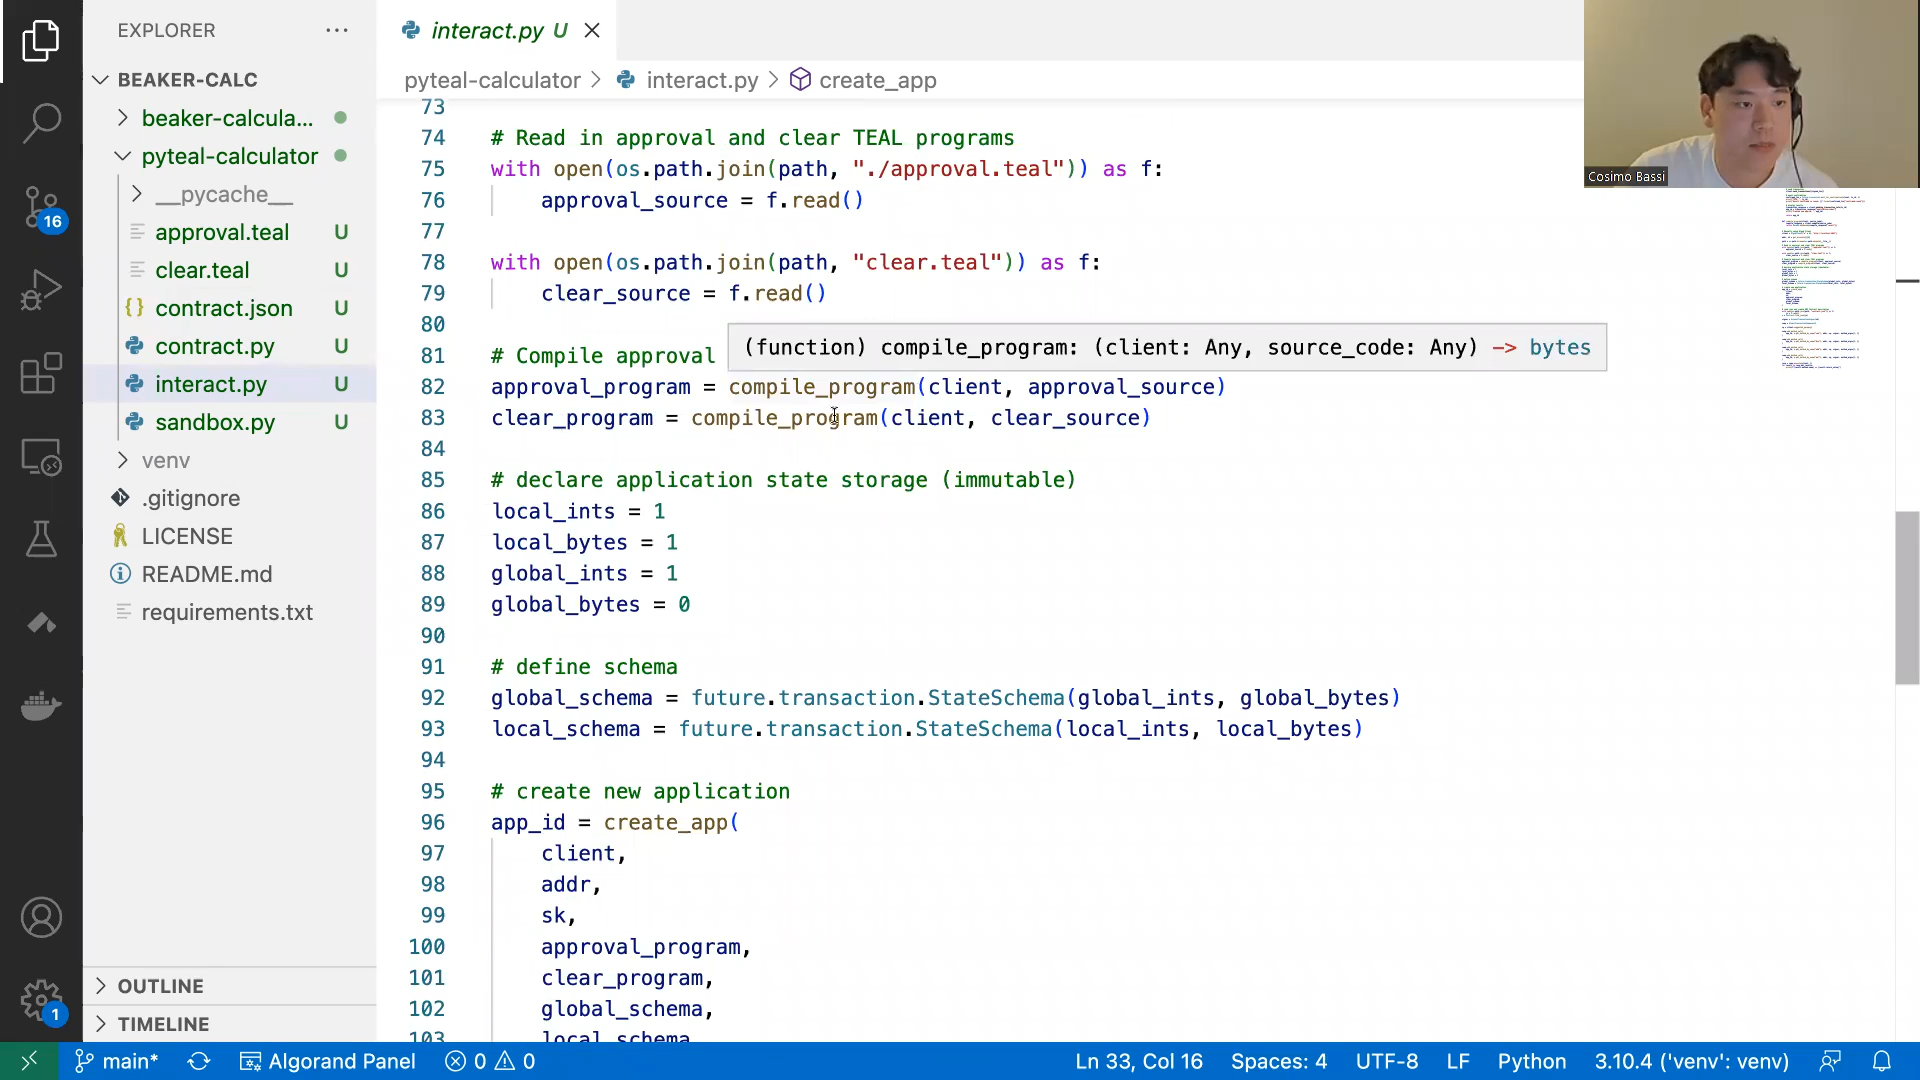 EXPLORER
BEAKER-CALC
beaker-calcula...
pyteal-calculator
__pycache__
approval.teal U
clear.teal U
contract.json U
contract.py U
interact.py U
sandbox.py U
venv
.gitignore
LICENSE
README.md
requirements.txt
OUTLINE
TIMELINE
16
1
interact.py U
pyteal-calculator > interact.py > create_app
73
74 # Read in approval and clear TEAL programs
75 with open(os.path.join(path, "./approval.teal")) as f:
76 approval_source = f.read()
77
78 with open(os.path.join(path, "clear.teal")) as f:
79 clear_source = f.read()
80
81 # Compile approval
(function) compile_program: (client: Any, source_code: Any) -> bytes
82 approval_program = compile_program(client, approval_source)
83 clear_program = compile_program(client, clear_source)
84
85 # declare application state storage (immutable)
86 local_ints = 1
87 local_bytes = 1
88 global_ints = 1
89 global_bytes = 0
90
91 # define schema
92 global_schema = future.transaction.StateSchema(global_ints, global_bytes)
93 local_schema = future.transaction.StateSchema(local_ints, local_bytes)
94
95 # create new application
96 app_id = create_app(
97 client,
98 addr,
99 sk,
100 approval_program,
101 clear_program,
102 global_schema,
103 local_schema
Cosimo Bassi
main* Algorand Panel 0 0 Ln 33, Col 16 Spaces: 4 UTF-8 LF Python 3.10.4 ('venv': venv)